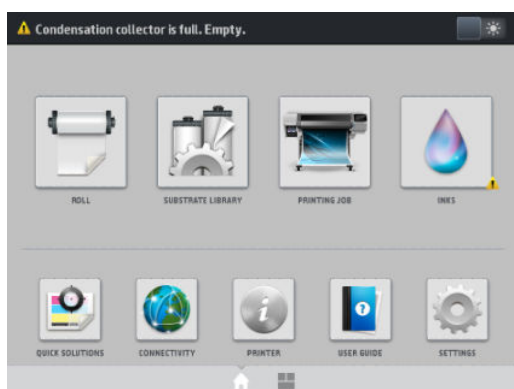 Condensation collector is full. Empty.
ROLL
SUBSTRATE LIBRARY
PRINTING JOB
INKS
QUICK SOLUTIONS
CONNECTIVITY
PRINTER
USER GUIDE
SETTINGS